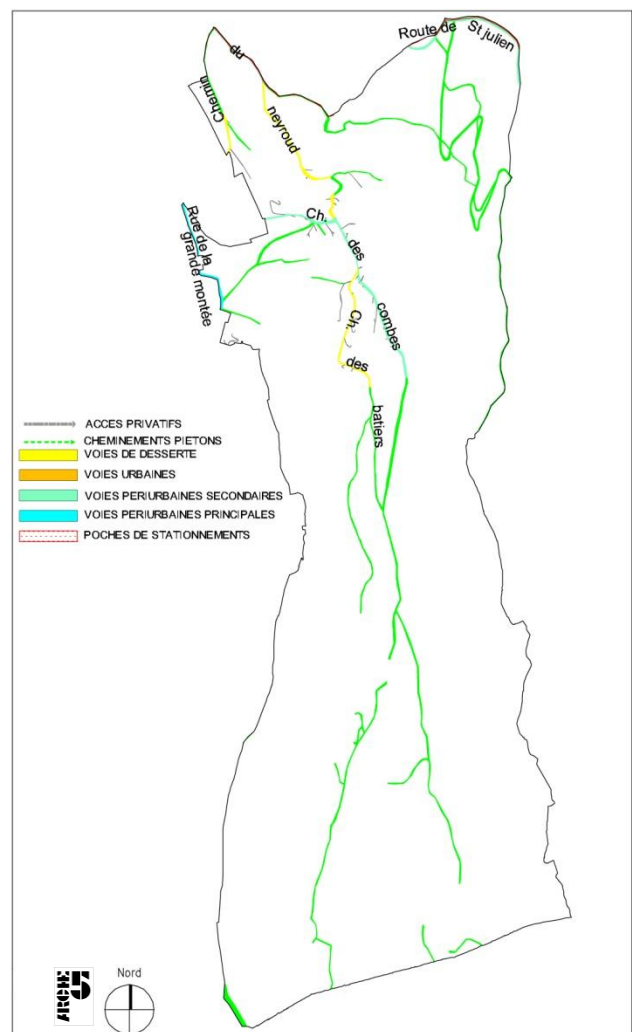 Route de St julien
Chemin
du
neyroud
Rue de la
grande montée
Ch.
des
combes
Ch.
des
batiers
ACCES PRIVATIFS
CHEMINEMENTS PIETONS
VOIES DE DESSERTE
VOIES URBAINES
VOIES PERIURBAINES SECONDAIRES
VOIES PERIURBAINES PRINCIPALES
POCHES DE STATIONNEMENTS
ARCHE 5
Nord